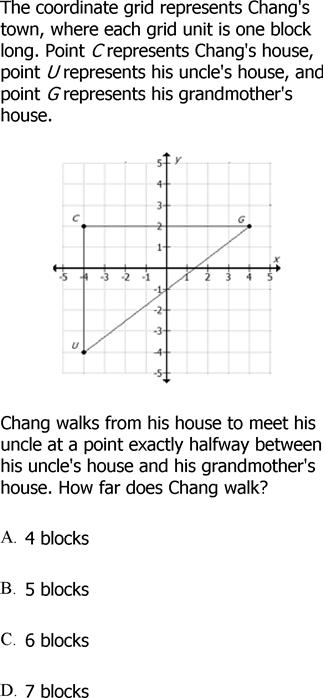 The coordinate grid represents Chang's
town, where each grid unit is one block
long. Point C represents Chang's house,
point U represents his uncle's house, and
point G represents his grandmother's
house.
5 y
4
3
C 2 G
1
x
-5 -4 -3 -2 -1 1 2 3 4 5
-1
-2
-3
U -4
-5
Chang walks from his house to meet his
uncle at a point exactly halfway between
his uncle's house and his grandmother's
house. How far does Chang walk?
A. 4 blocks
B. 5 blocks
C. 6 blocks
D. 7 blocks